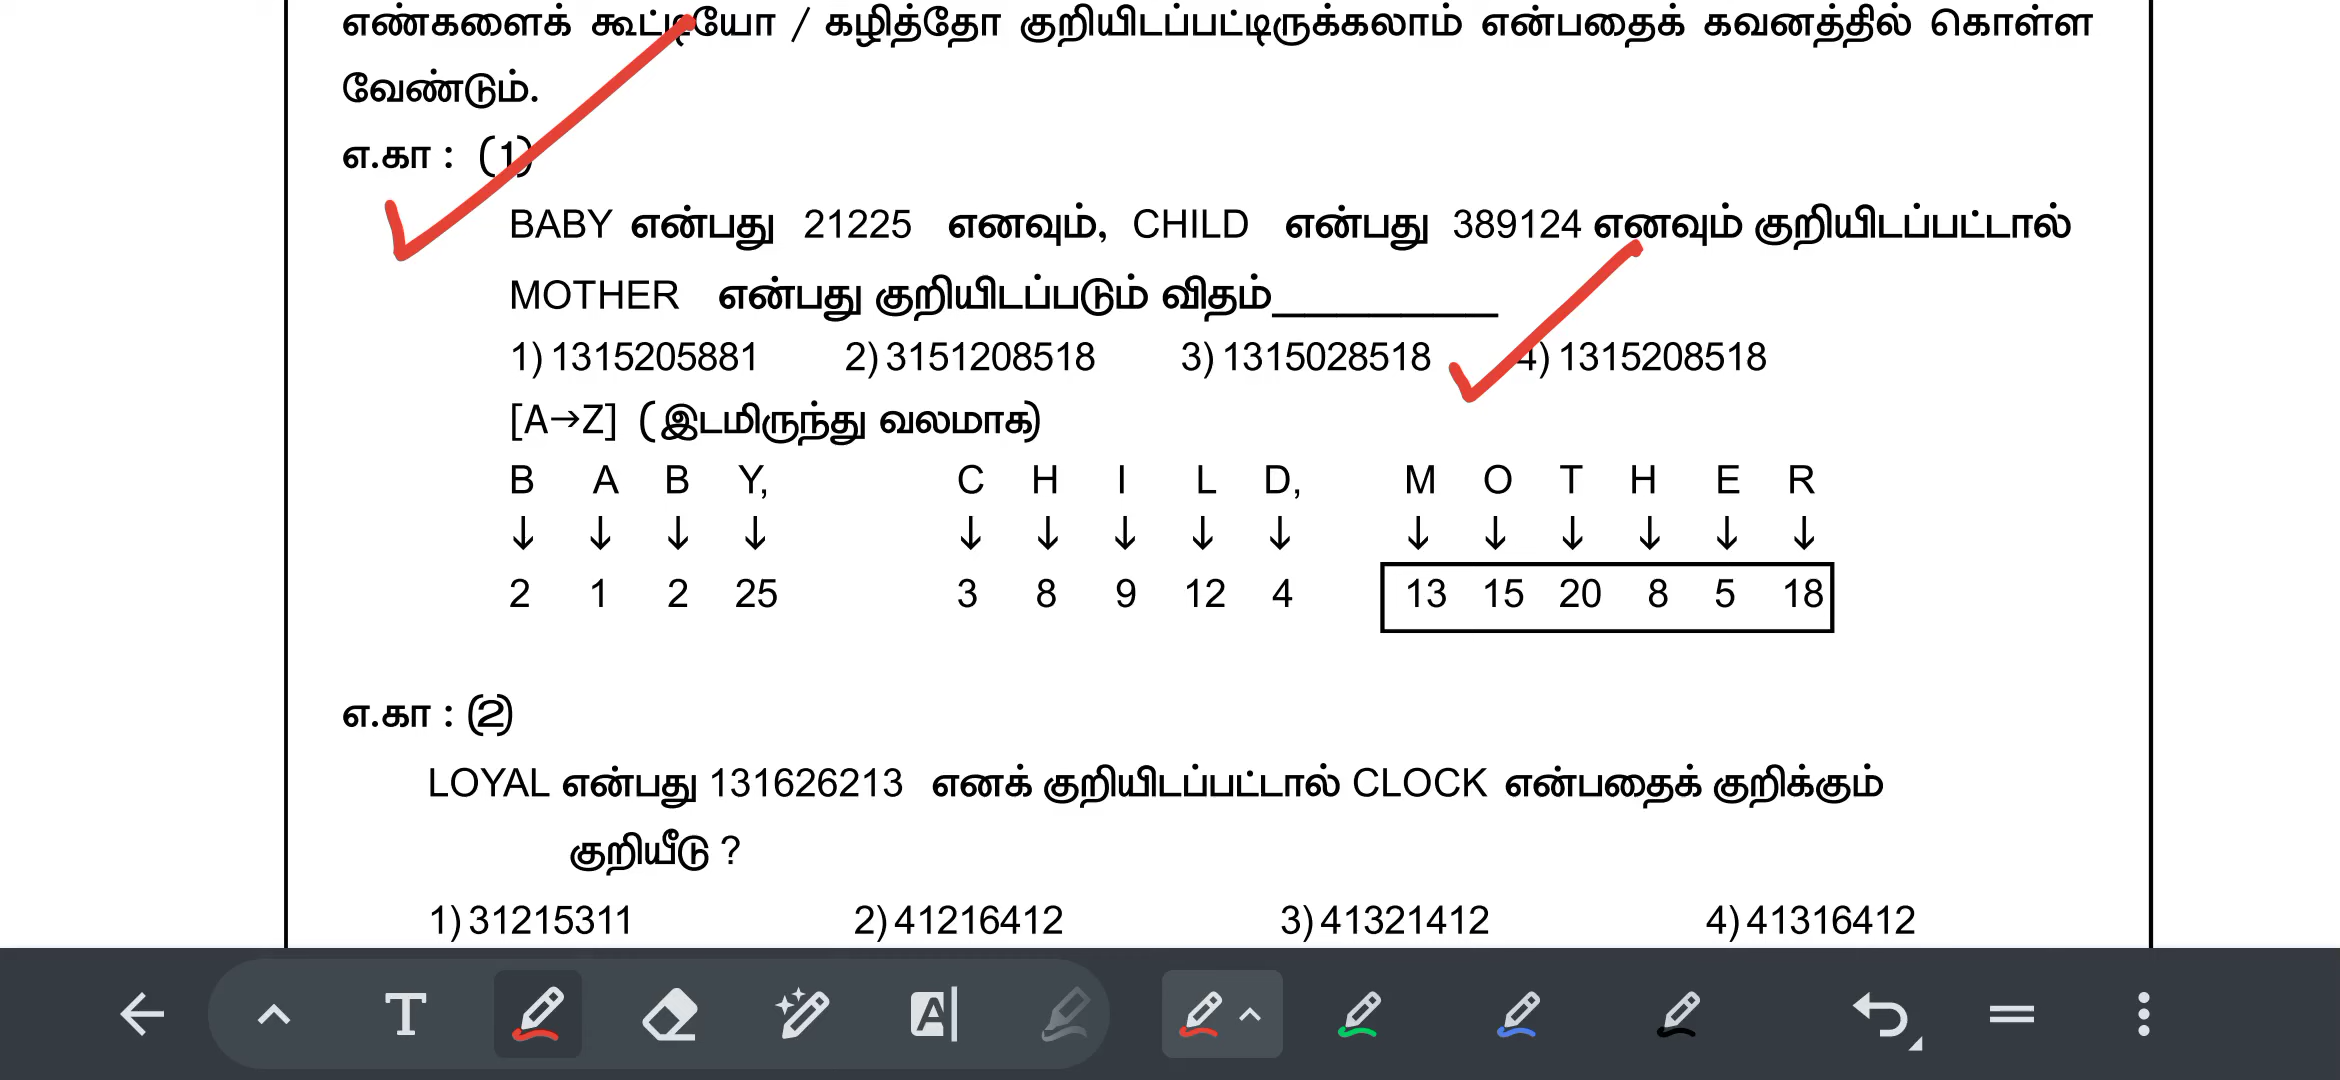 எண்களைக் கூட்டியோ / கழித்தோ குறியிடப்பட்டிருக்கலாம் என்பதைக் கவனத்தில் கொள்ள
வேண்டும்.
எ.கா : (1)
BABY என்பது 21225 எனவும், CHILD என்பது 389124 எனவும் குறியிடப்பட்டால்
MOTHER என்பது குறியிடப்படும் விதம்__________
1) 1315205881 2) 3151208518 3) 1315028518 4) 1315208518
[A→Z] (இடமிருந்து வலமாக)
B A B Y, C H I L D, M O T H E R
↓ ↓ ↓ ↓ ↓ ↓ ↓ ↓ ↓ ↓ ↓ ↓ ↓ ↓ ↓
2 1 2 25 3 8 9 12 4 13 15 20 8 5 18
எ.கா : (2)
LOYAL என்பது 131626213 எனக் குறியிடப்பட்டால் CLOCK என்பதைக் குறிக்கும்
குறியீடு ?
1) 31215311 2) 41216412 3) 41321412 4) 41316412